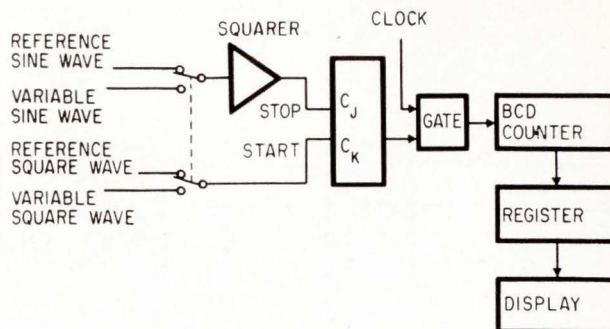 REFERENCE
SINE WAVE
VARIABLE
SINE WAVE
REFERENCE
SQUARE WAVE
VARIABLE
SQUARE WAVE
SQUARER
STOP
START
C_J
C_K
CLOCK
GATE
BCD
COUNTER
REGISTER
DISPLAY